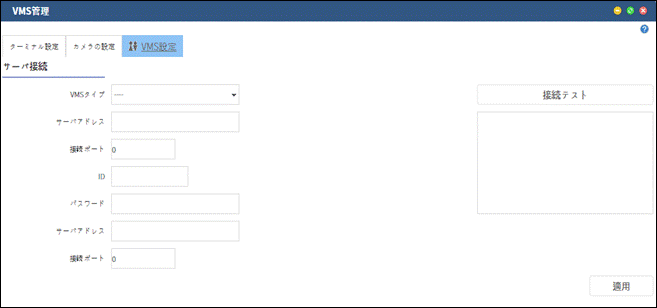 VMS管理
ターミナル設定 カメラの設定 VMS設定
サーバ接続
VMSタイプ ---- 接続テスト
サーバアドレス
接続ポート 0
ID
パスワード
サーバアドレス
接続ポート 0
適用